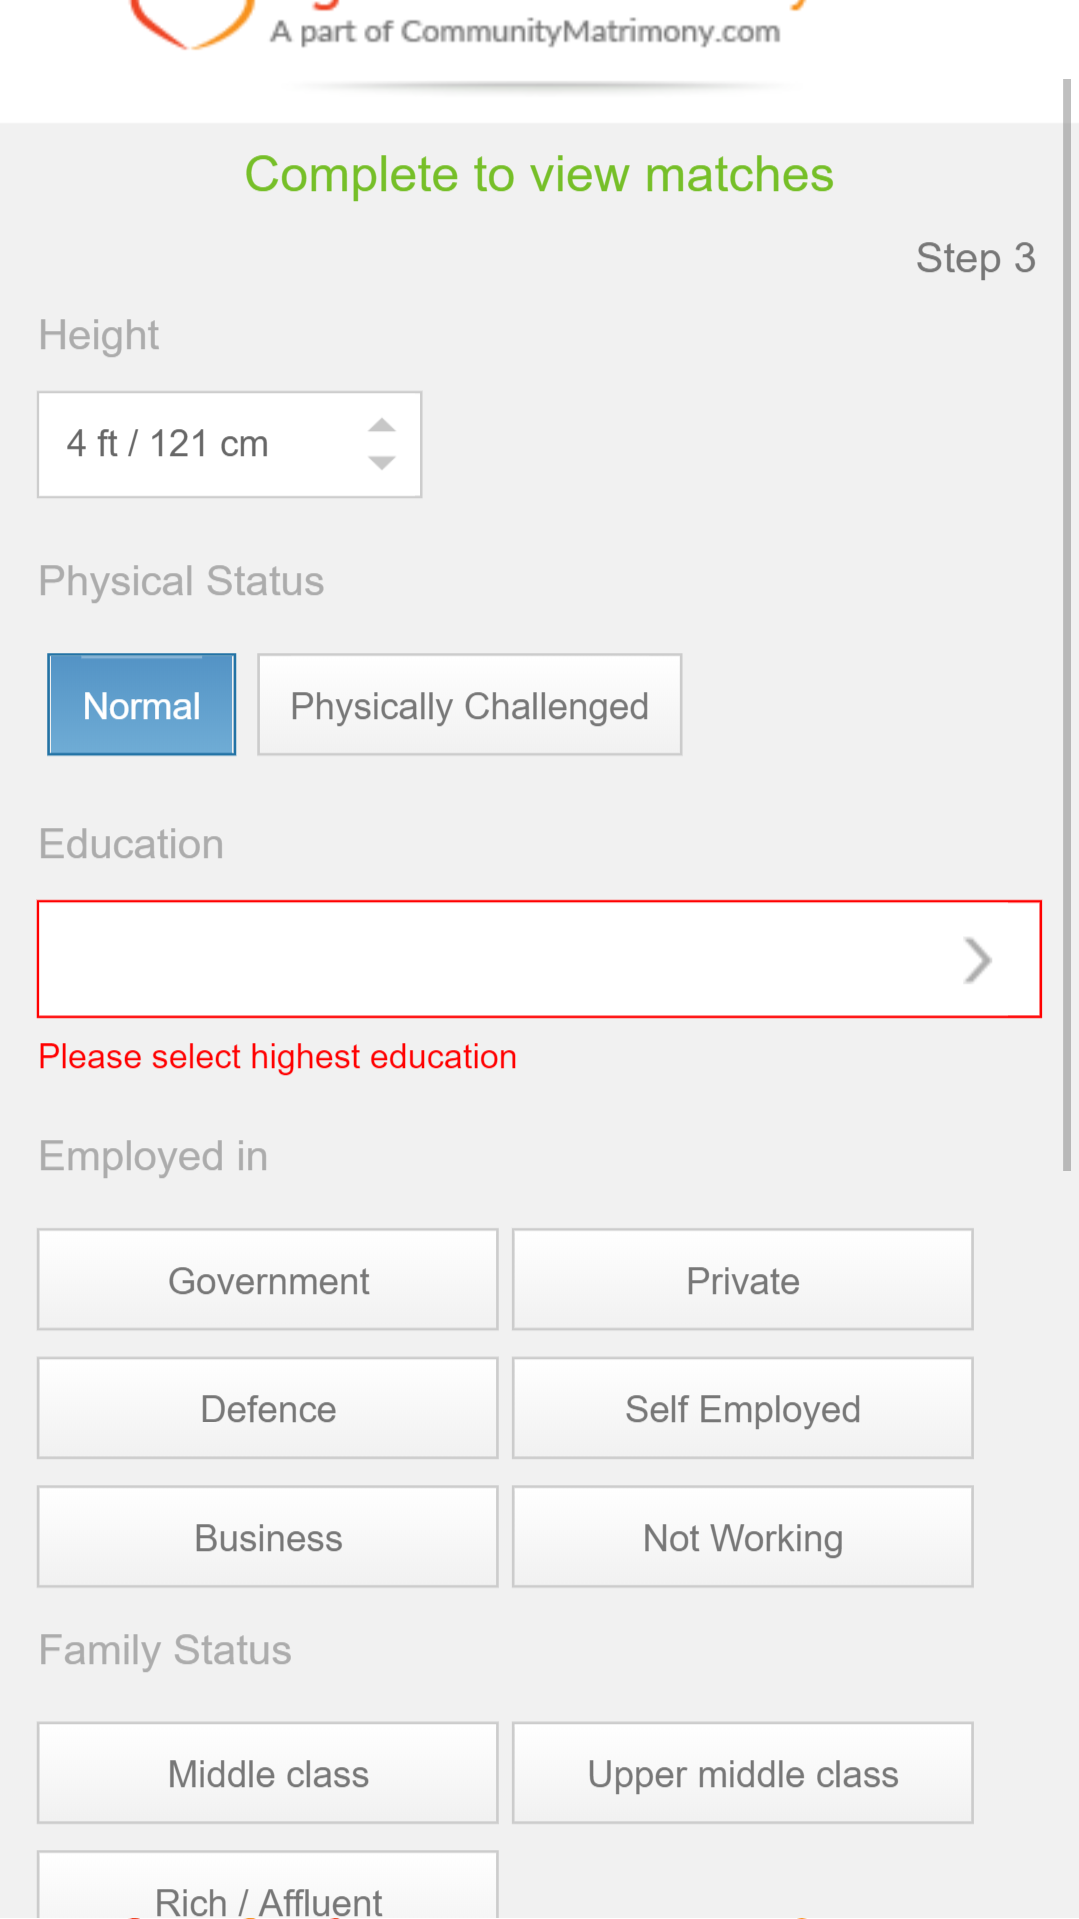 A part of CommunityMatrimony.com
Complete to view matches
Step 3
Height
4 ft / 121 cm
Physical Status
Normal
Physically Challenged
Education
Please select highest education
Employed in
Government
Private
Defence
Self Employed
Business
Not Working
Family Status
Middle class
Upper middle class
Rich / Affluent